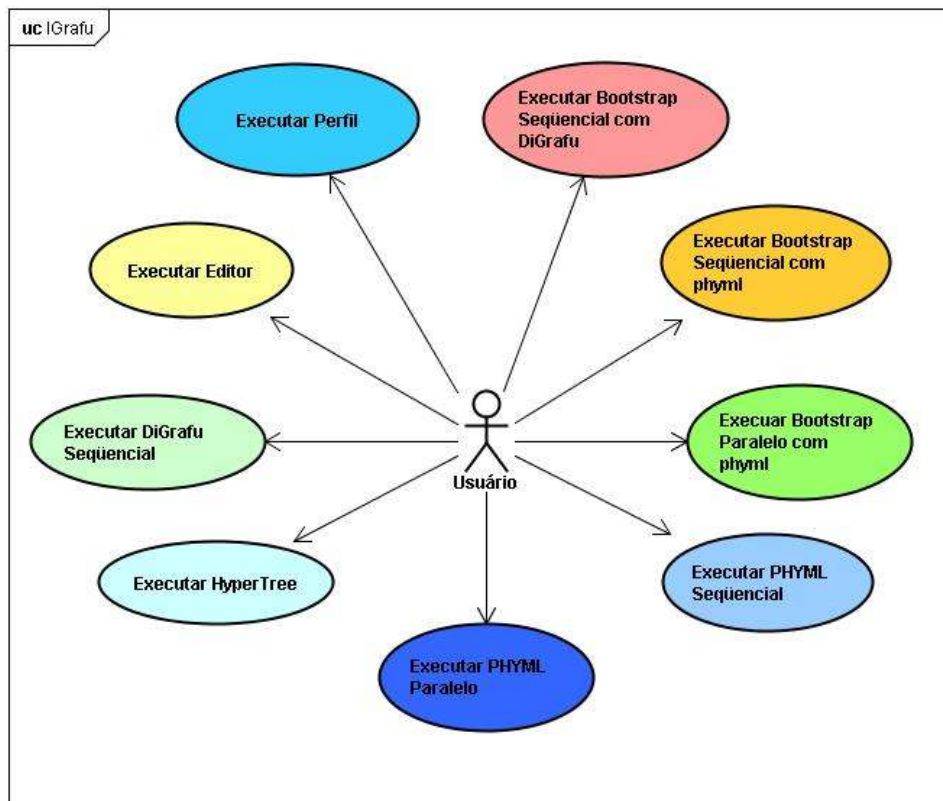 uc IGrafu
Executar Perfil
Executar Bootstrap
Seqüencial com
DiGrafu
Executar Editor
Executar Bootstrap
Seqüencial com
phyml
Executar DiGrafu
Seqüencial
Execuar Bootstrap
Paralelo com
phyml
Usuário
Executar HyperTree
Executar PHYML
Seqüencial
Executar PHYML
Paralelo